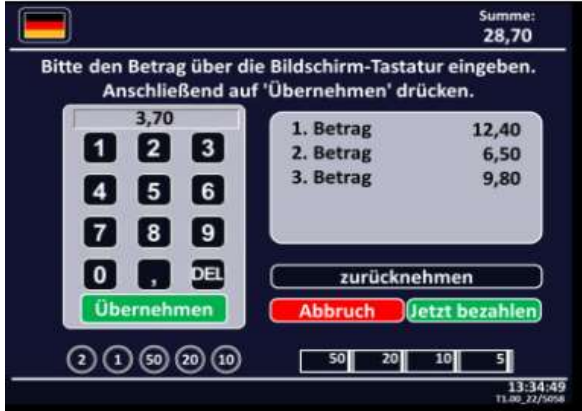 Summe:
28,70
Bitte den Betrag über die Bildschirm-Tastatur eingeben.
Anschließend auf 'Übernehmen' drücken.
3,70
1 2 3
4 5 6
7 8 9
0 , DEL
Übernehmen
1. Betrag 12,40
2. Betrag 6,50
3. Betrag 9,80
zurücknehmen
Abbruch Jetzt bezahlen
2 1 50 20 10
50 20 10 5
13:34:49
T1.00_22/5058